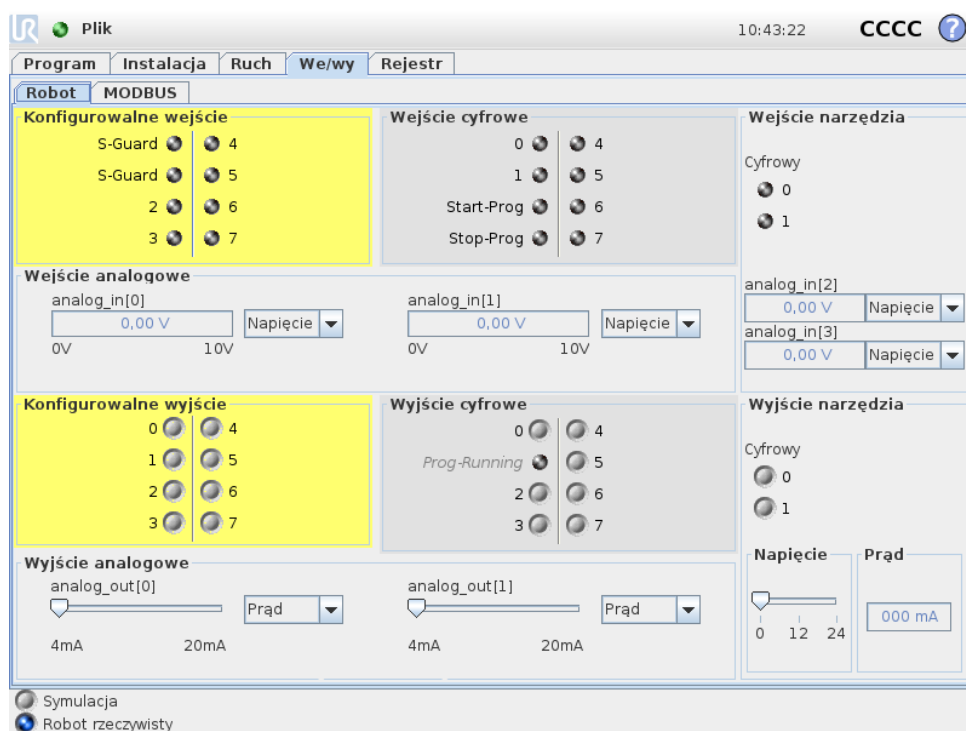 UR Plik 10:43:22 CCCC ?
Program Instalacja Ruch We/wy Rejestr
Robot MODBUS
Konfigurowalne wejście
S-Guard 4
S-Guard 5
2 6
3 7
Wejście cyfrowe
0 4
1 5
Start-Prog 6
Stop-Prog 7
Wejście narzędzia
Cyfrowy
0
1
analog_in[2]
0,00 V Napięcie
analog_in[3]
0,00 V Napięcie
Wejście analogowe
analog_in[0]
0,00 V Napięcie
0V 10V
analog_in[1]
0,00 V Napięcie
0V 10V
Konfigurowalne wyjście
0 4
1 5
2 6
3 7
Wyjście cyfrowe
0 4
Prog-Running 5
2 6
3 7
Wyjście narzędzia
Cyfrowy
0
1
Napięcie
0 12 24
Prąd
000 mA
Wyjście analogowe
analog_out[0]
Prąd
4mA 20mA
analog_out[1]
Prąd
4mA 20mA
Symulacja
Robot rzeczywisty